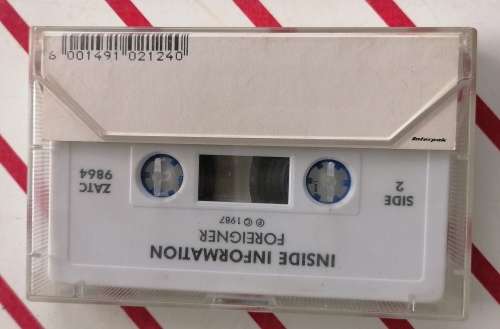 6 001491 021240
Interpak
SIDE
2
ZATC
9864
℗ © 1987
FOREIGNER
INSIDE INFORMATION